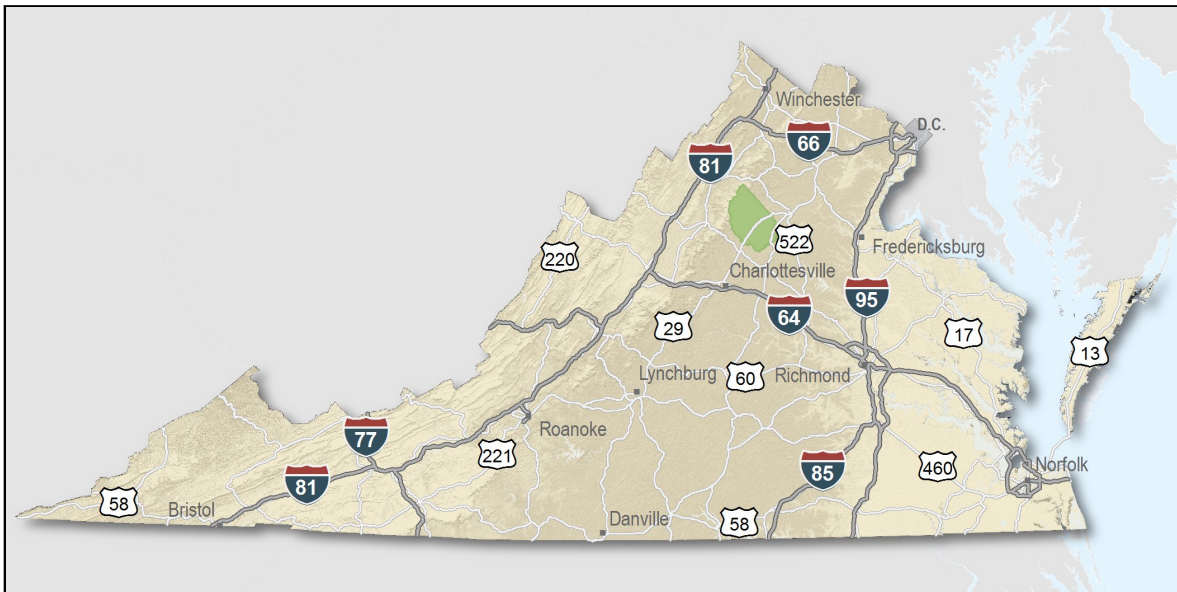 Winchester
D.C.
66
81
522
Fredericksburg
220
Charlottesville
95
64
29
17
13
Lynchburg
60
Richmond
77
Roanoke
221
81
85
460
Norfolk
58
Bristol
Danville
58